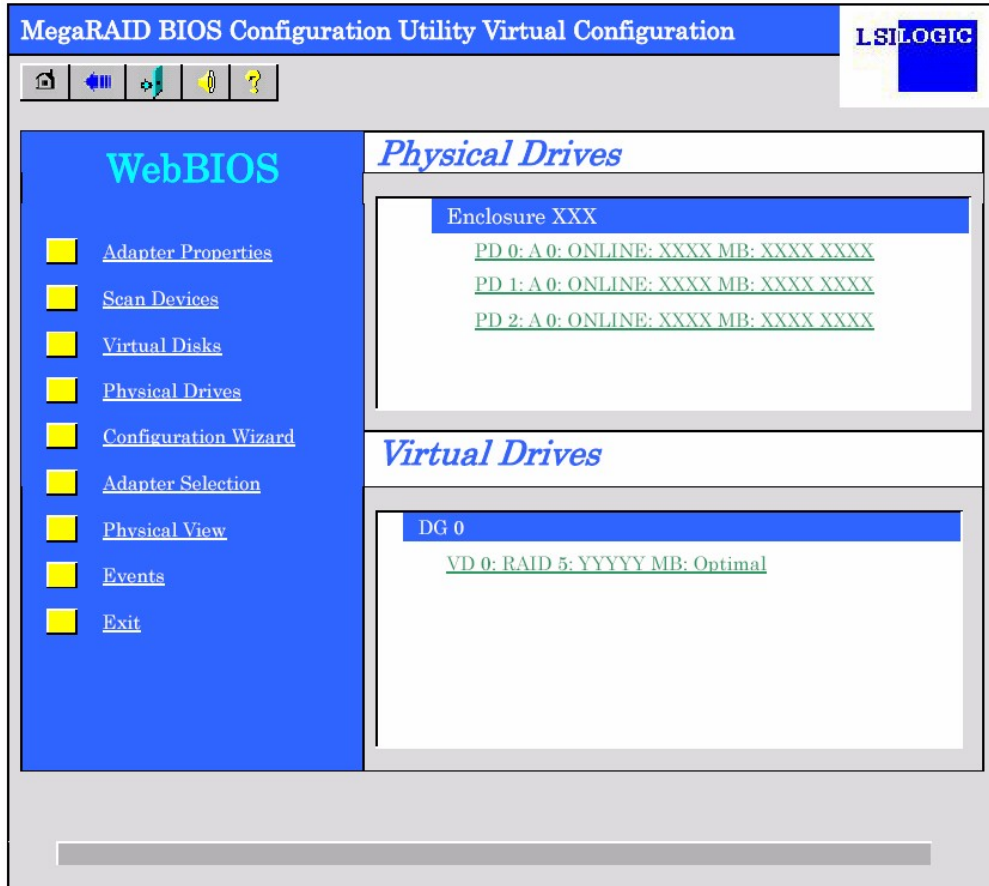 MegaRAID BIOS Configuration Utility Virtual Configuration
LSILOGIC
WebBIOS
Adapter Properties
Scan Devices
Virtual Disks
Physical Drives
Configuration Wizard
Adapter Selection
Physical View
Events
Exit
Physical Drives
Enclosure XXX
PD 0: A 0: ONLINE: XXXX MB: XXXX XXXX
PD 1: A 0: ONLINE: XXXX MB: XXXX XXXX
PD 2: A 0: ONLINE: XXXX MB: XXXX XXXX
Virtual Drives
DG 0
VD 0: RAID 5: YYYYY MB: Optimal